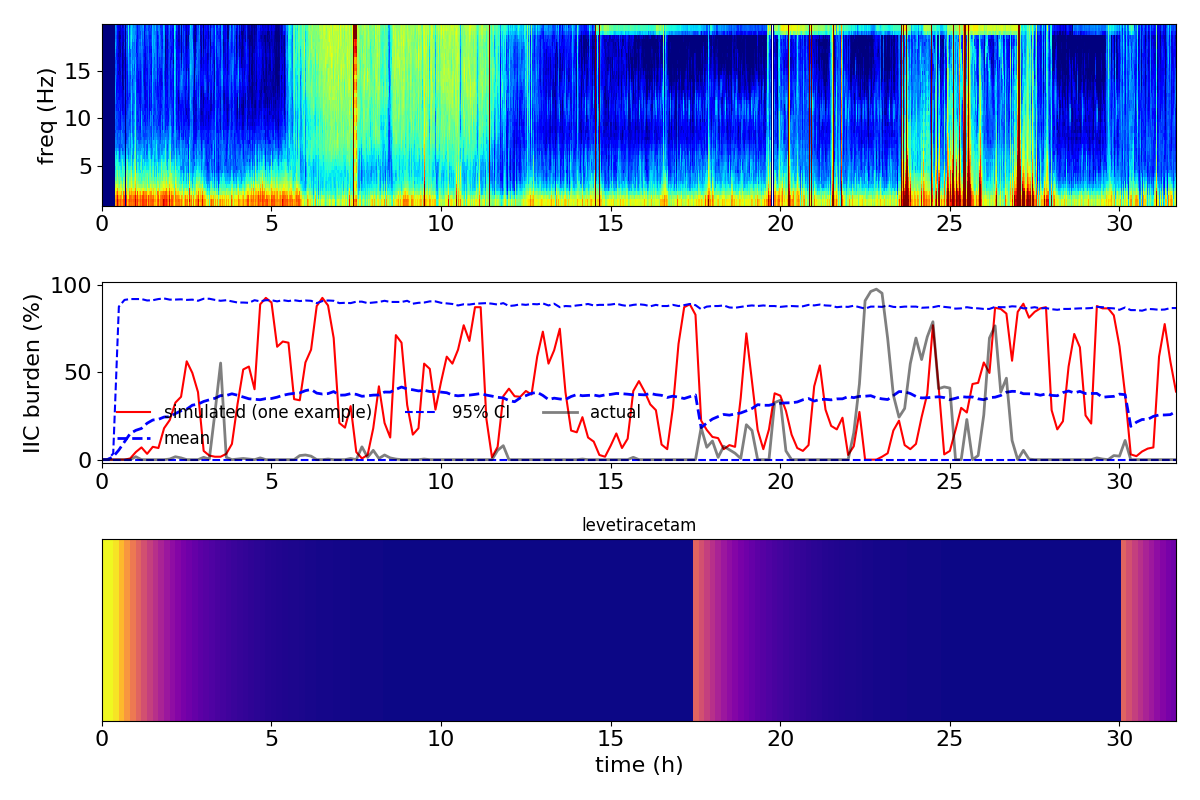 freq (Hz)
15
10
5
0 5 10 15 20 25 30
IIC burden (%)
100
50
0
simulated (one example) 95% CI actual
mean
0 5 10 15 20 25 30
levetiracetam
0 5 10 15 20 25 30
time (h)